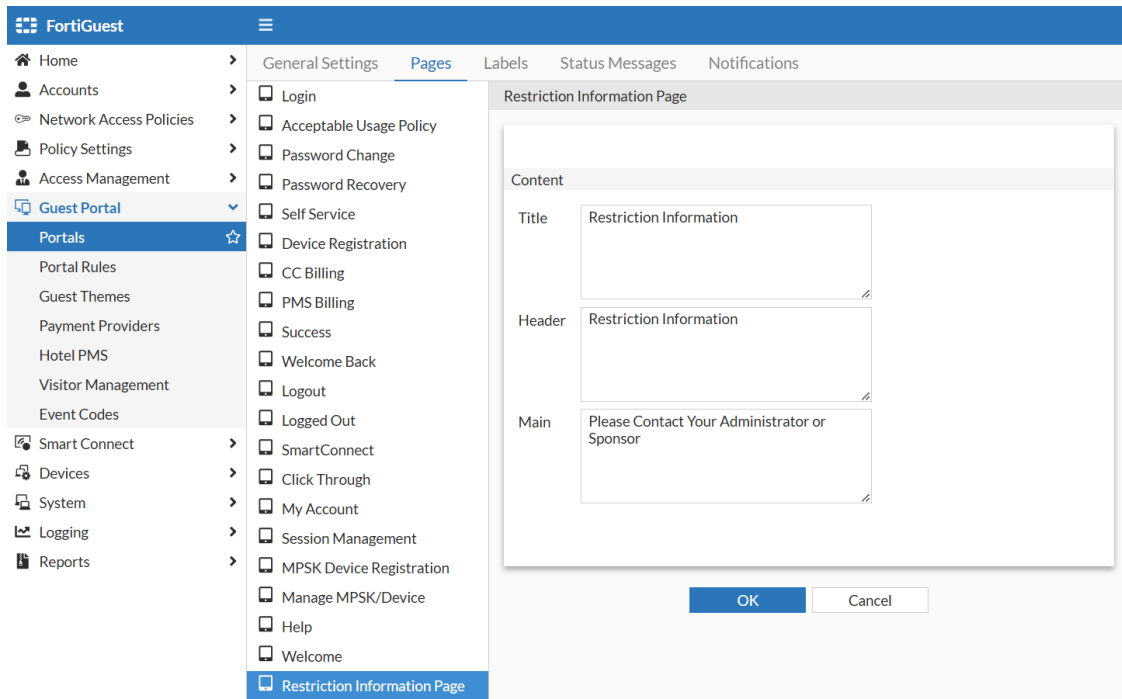 FortiGuest
Home
Accounts
Network Access Policies
Policy Settings
Access Management
Guest Portal
Portals
Portal Rules
Guest Themes
Payment Providers
Hotel PMS
Visitor Management
Event Codes
Smart Connect
Devices
System
Logging
Reports
General Settings Pages Labels Status Messages Notifications
Login
Acceptable Usage Policy
Password Change
Password Recovery
Self Service
Device Registration
CC Billing
PMS Billing
Success
Welcome Back
Logout
Logged Out
SmartConnect
Click Through
My Account
Session Management
MPSK Device Registration
Manage MPSK/Device
Help
Welcome
Restriction Information Page
Restriction Information Page
Content
Title Restriction Information
Header Restriction Information
Main Please Contact Your Administrator or
Sponsor
OK Cancel